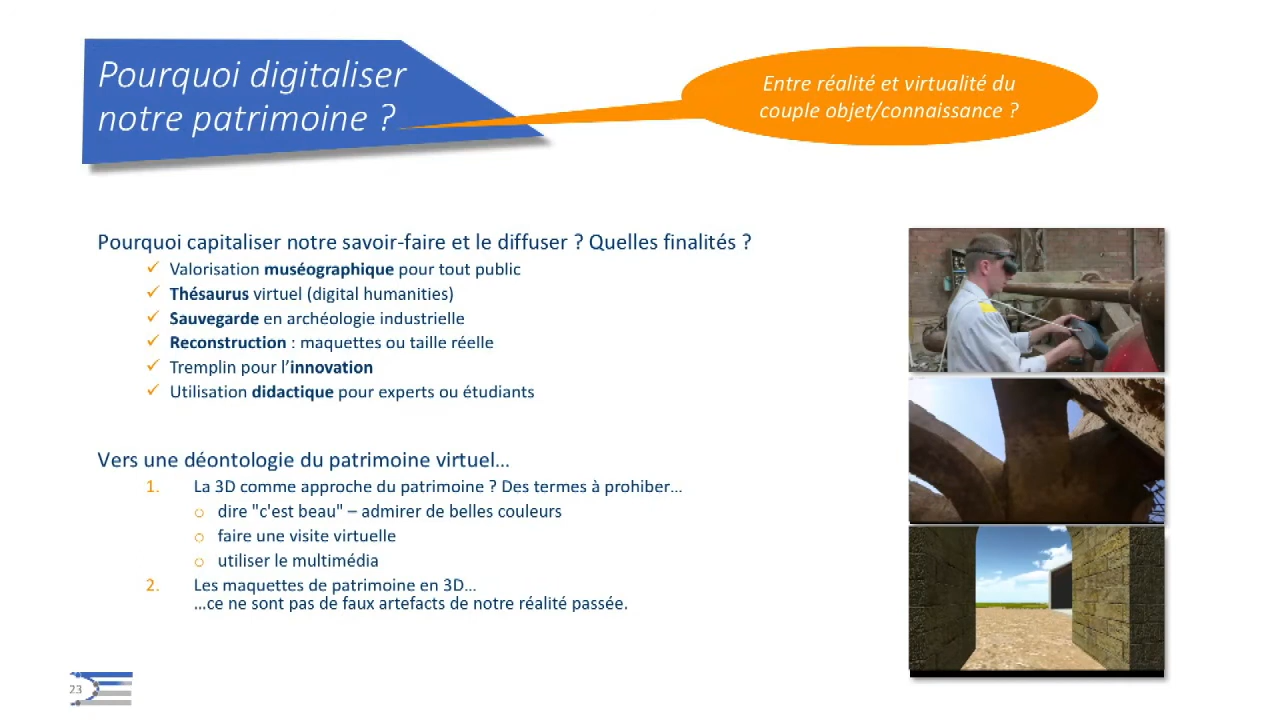 Pourquoi digitaliser
notre patrimoine ?
Entre réalité et virtualité du
couple objet/connaissance ?
Pourquoi capitaliser notre savoir-faire et le diffuser ? Quelles finalités ?
✓ Valorisation muséographique pour tout public
✓ Thésaurus virtuel (digital humanities)
✓ Sauvegarde en archéologie industrielle
✓ Reconstruction : maquettes ou taille réelle
✓ Tremplin pour l'innovation
✓ Utilisation didactique pour experts ou étudiants
Vers une déontologie du patrimoine virtuel…
1. La 3D comme approche du patrimoine ? Des termes à prohiber…
o dire "c'est beau" – admirer de belles couleurs
o faire une visite virtuelle
o utiliser le multimédia
2. Les maquettes de patrimoine en 3D…
…ce ne sont pas de faux artefacts de notre réalité passée.
23